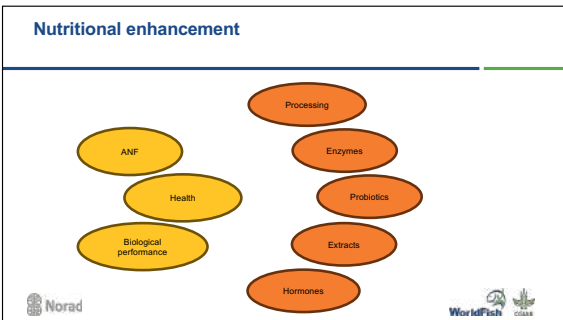 Nutritional enhancement
Processing
ANF
Enzymes
Health
Probiotics
Biological
performance
Extracts
Hormones
Norad
WorldFish
CGIAR